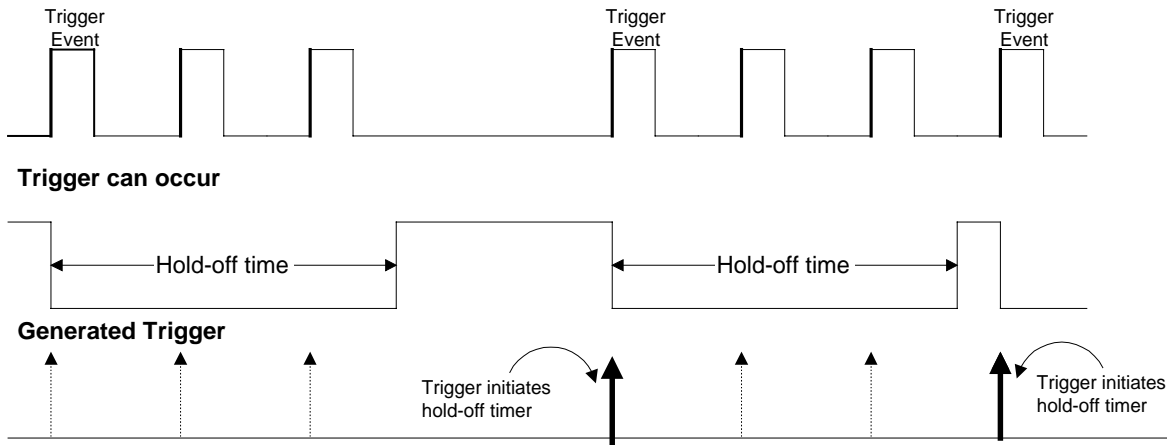 Trigger
Event
Trigger
Event
Trigger
Event
Trigger can occur
Hold-off time
Hold-off time
Generated Trigger
Trigger initiates
hold-off timer
Trigger initiates
hold-off timer